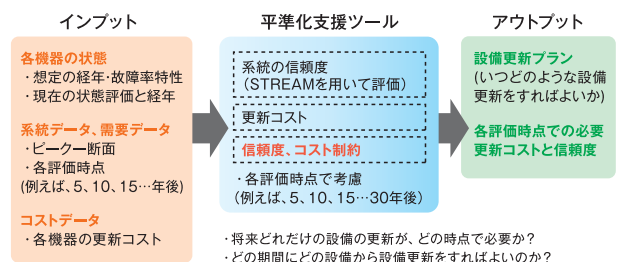 インプット
各機器の状態
・想定の経年・故障率特性
・現在の状態評価と経年
系統データ、需要データ
・ピーク一断面
・各評価時点
(例えば、5、10、15…年後)
コストデータ
・各機器の更新コスト
平準化支援ツール
系統の信頼度
(STREAMを用いて評価)
更新コスト
信頼度、コスト制約
・各評価時点で考慮
(例えば、5、10、15…30年後)
アウトプット
設備更新プラン
(いつどのような設備
更新をすればよいか)
各評価時点での必要
更新コストと信頼度
・将来どれだけの設備の更新が、どの時点で必要か?
・どの期間にどの設備から設備更新をすればよいのか?